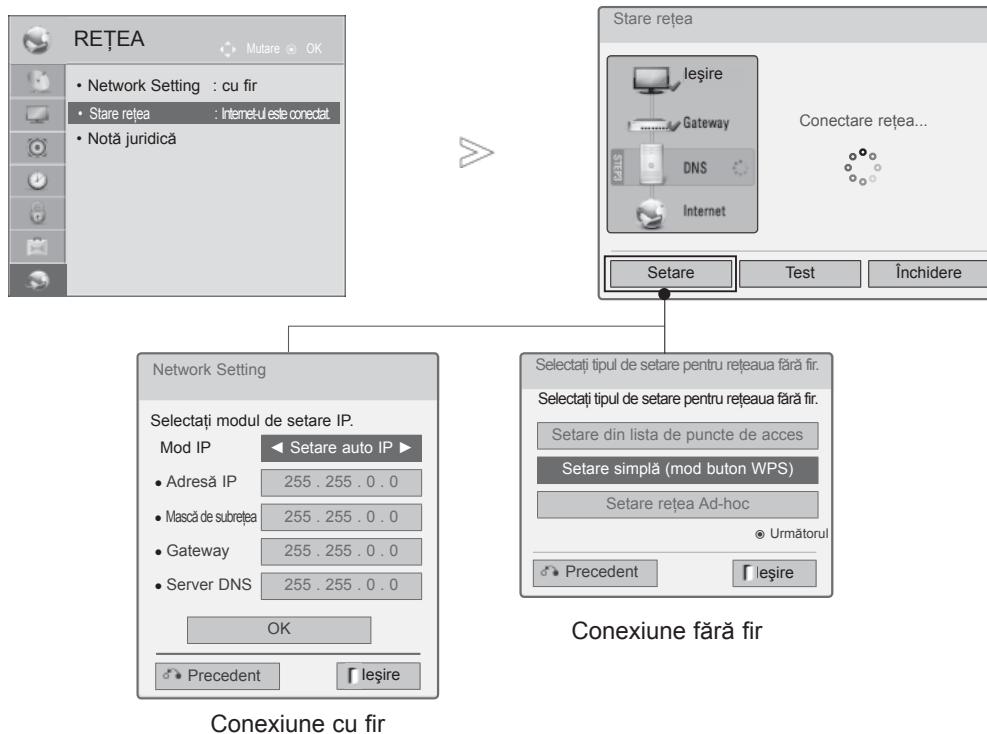 REȚEA
Mutare ◉ OK
• Network Setting : cu fir
• Stare rețea : Internet-ul este conectat.
• Notă juridică
Stare rețea
Ieşire
Gateway
STEP3
DNS
Internet
Conectare reţea...
Setare
Test
Închidere
Network Setting
Selectați modul de setare IP.
Mod IP
◄ Setare auto IP ►
• Adresă IP
255 . 255 . 0 . 0
• Mască de subrețea
255 . 255 . 0 . 0
• Gateway
255 . 255 . 0 . 0
• Server DNS
255 . 255 . 0 . 0
OK
Precedent
Ieşire
Conexiune cu fir
Selectați tipul de setare pentru rețeaua fără fir.
Selectați tipul de setare pentru rețeaua fără fir.
Setare din lista de puncte de acces
Setare simplă (mod buton WPS)
Setare rețea Ad-hoc
◉ Următorul
Precedent
Ieşire
Conexiune fără fir